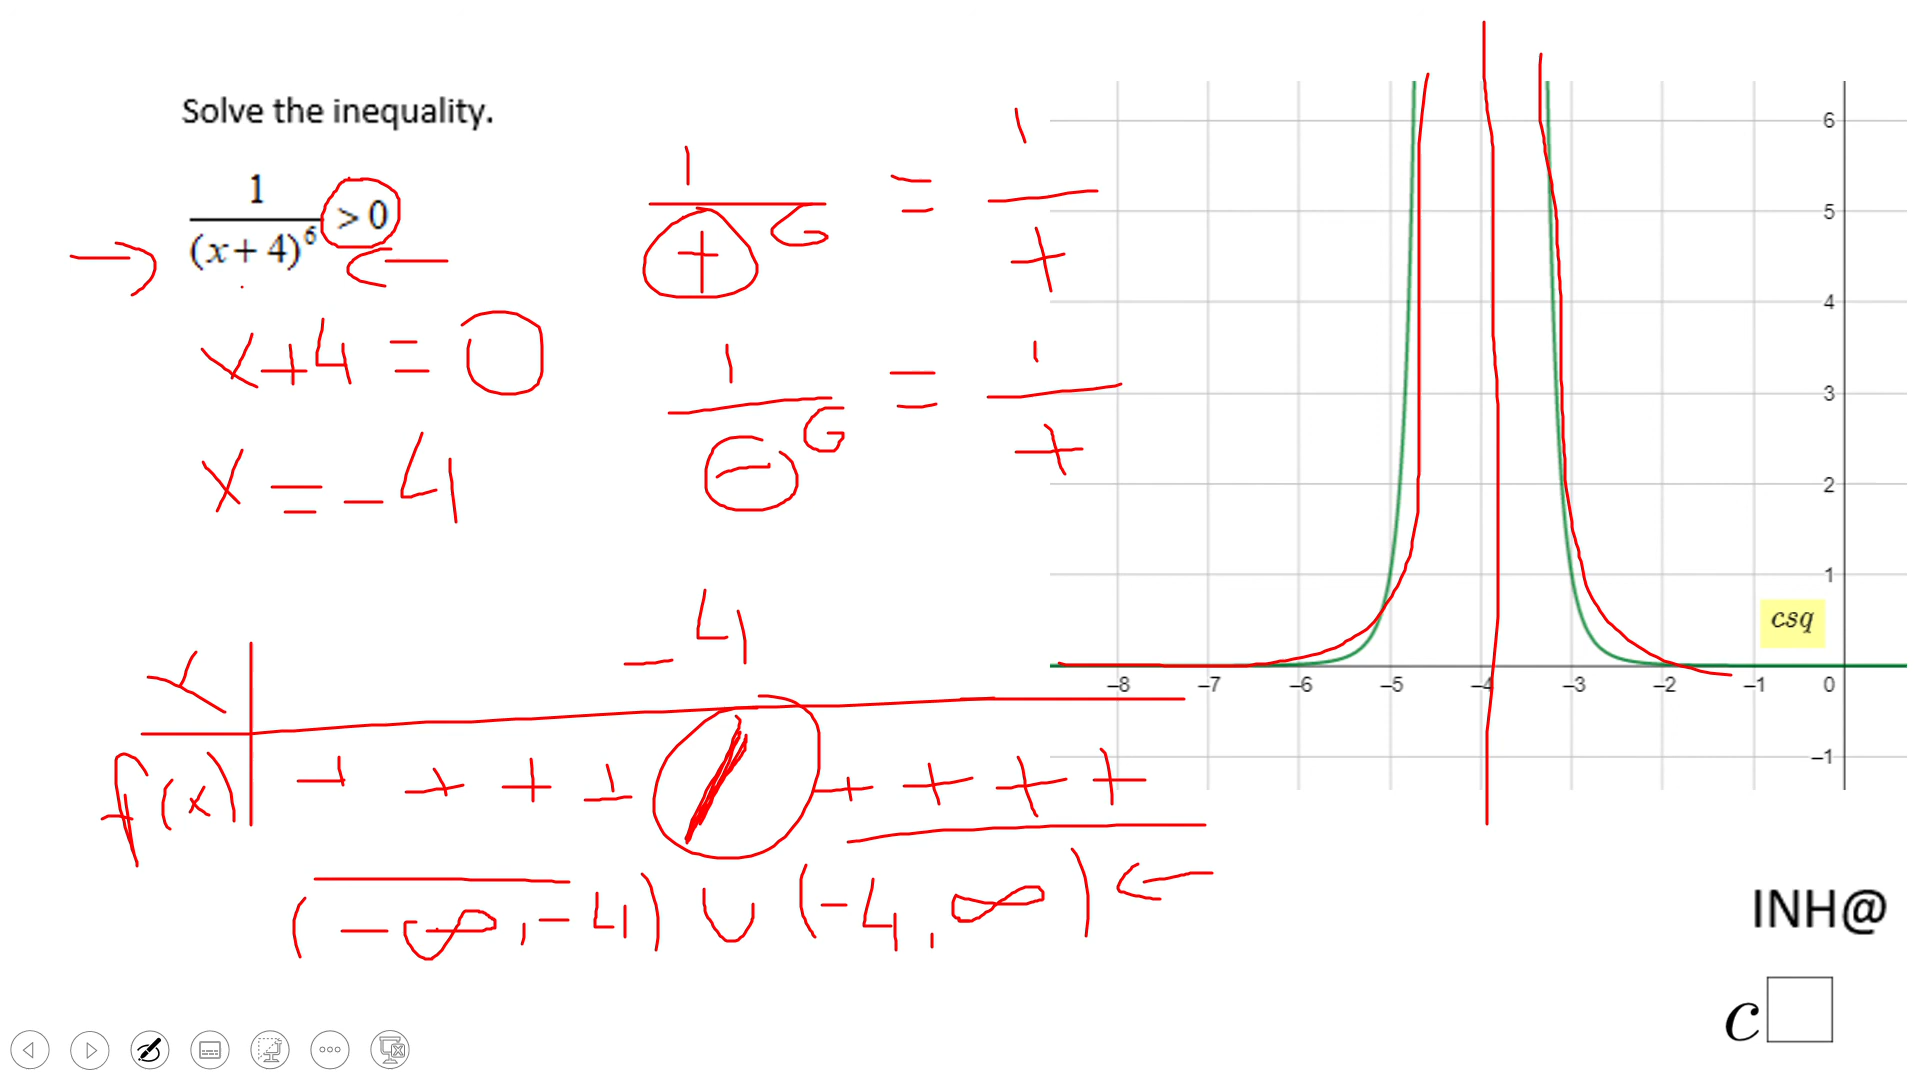 Solve the inequality.
1/(x+4)^6 > 0
x+4 = 0
x = -4
1/+^6 = 1/+
1/-^6 = 1/+
-4
x
f(x) + + + + + + + +
(-∞, -4) ∪ (-4, ∞)
6
5
4
3
2
1
-8 -7 -6 -5 -4 -3 -2 -1 0
-1
csq
INH@
c